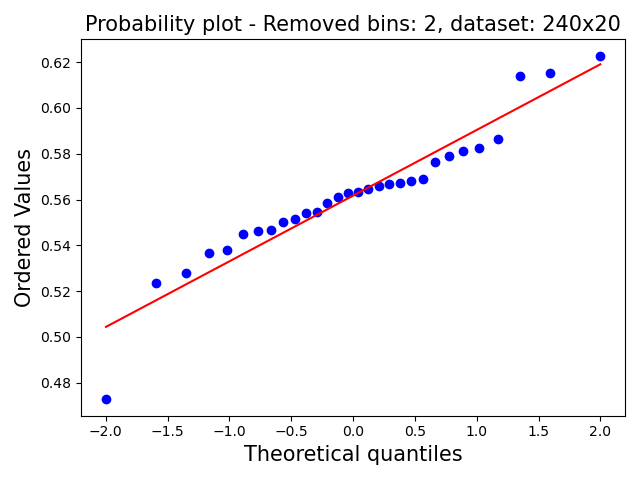 Probability plot - Removed bins: 2, dataset: 240x20
Ordered Values
0.62
0.60
0.58
0.56
0.54
0.52
0.50
0.48
−2.0 −1.5 −1.0 −0.5 0.0 0.5 1.0 1.5 2.0
Theoretical quantiles